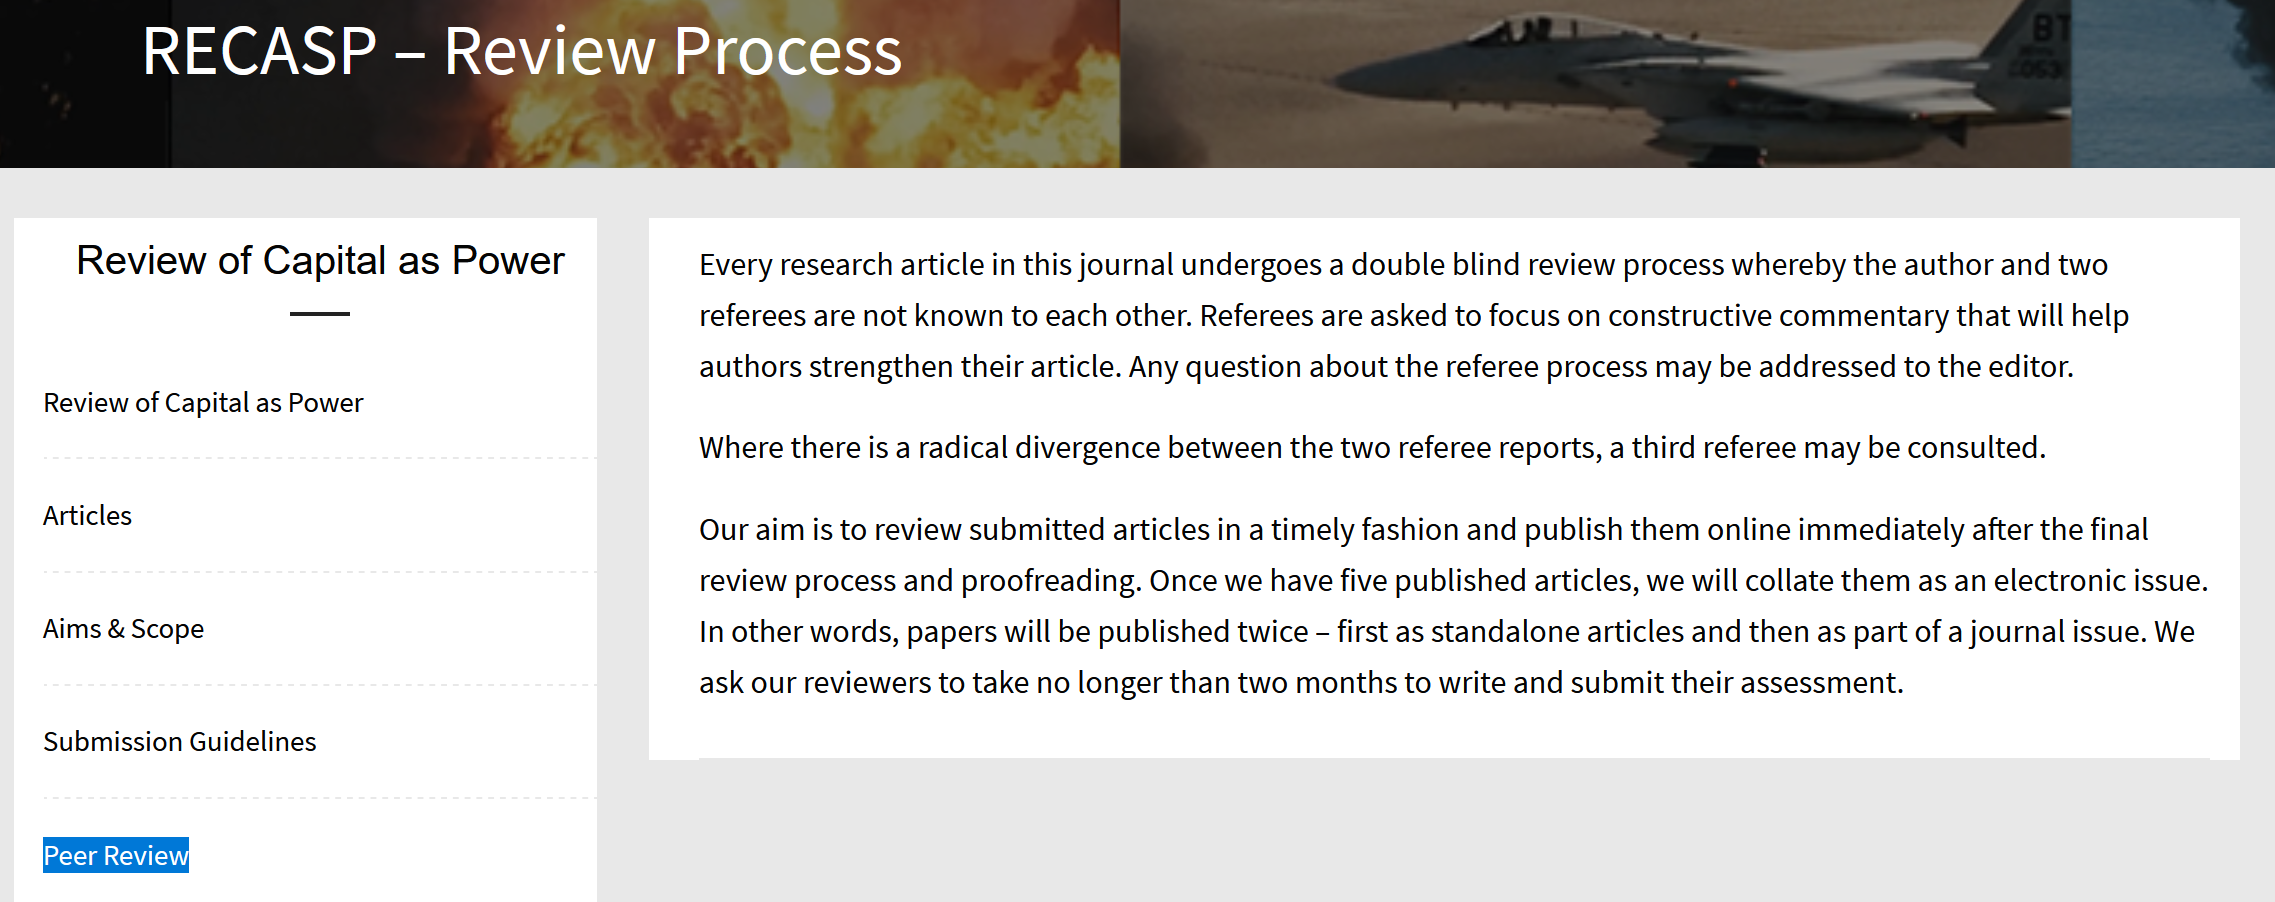 RECASP – Review Process
BT
053
Review of Capital as Power
Review of Capital as Power
Articles
Aims & Scope
Submission Guidelines
Peer Review
Every research article in this journal undergoes a double blind review process whereby the author and two
referees are not known to each other. Referees are asked to focus on constructive commentary that will help
authors strengthen their article. Any question about the referee process may be addressed to the editor.
Where there is a radical divergence between the two referee reports, a third referee may be consulted.
Our aim is to review submitted articles in a timely fashion and publish them online immediately after the final
review process and proofreading. Once we have five published articles, we will collate them as an electronic issue.
In other words, papers will be published twice – first as standalone articles and then as part of a journal issue. We
ask our reviewers to take no longer than two months to write and submit their assessment.